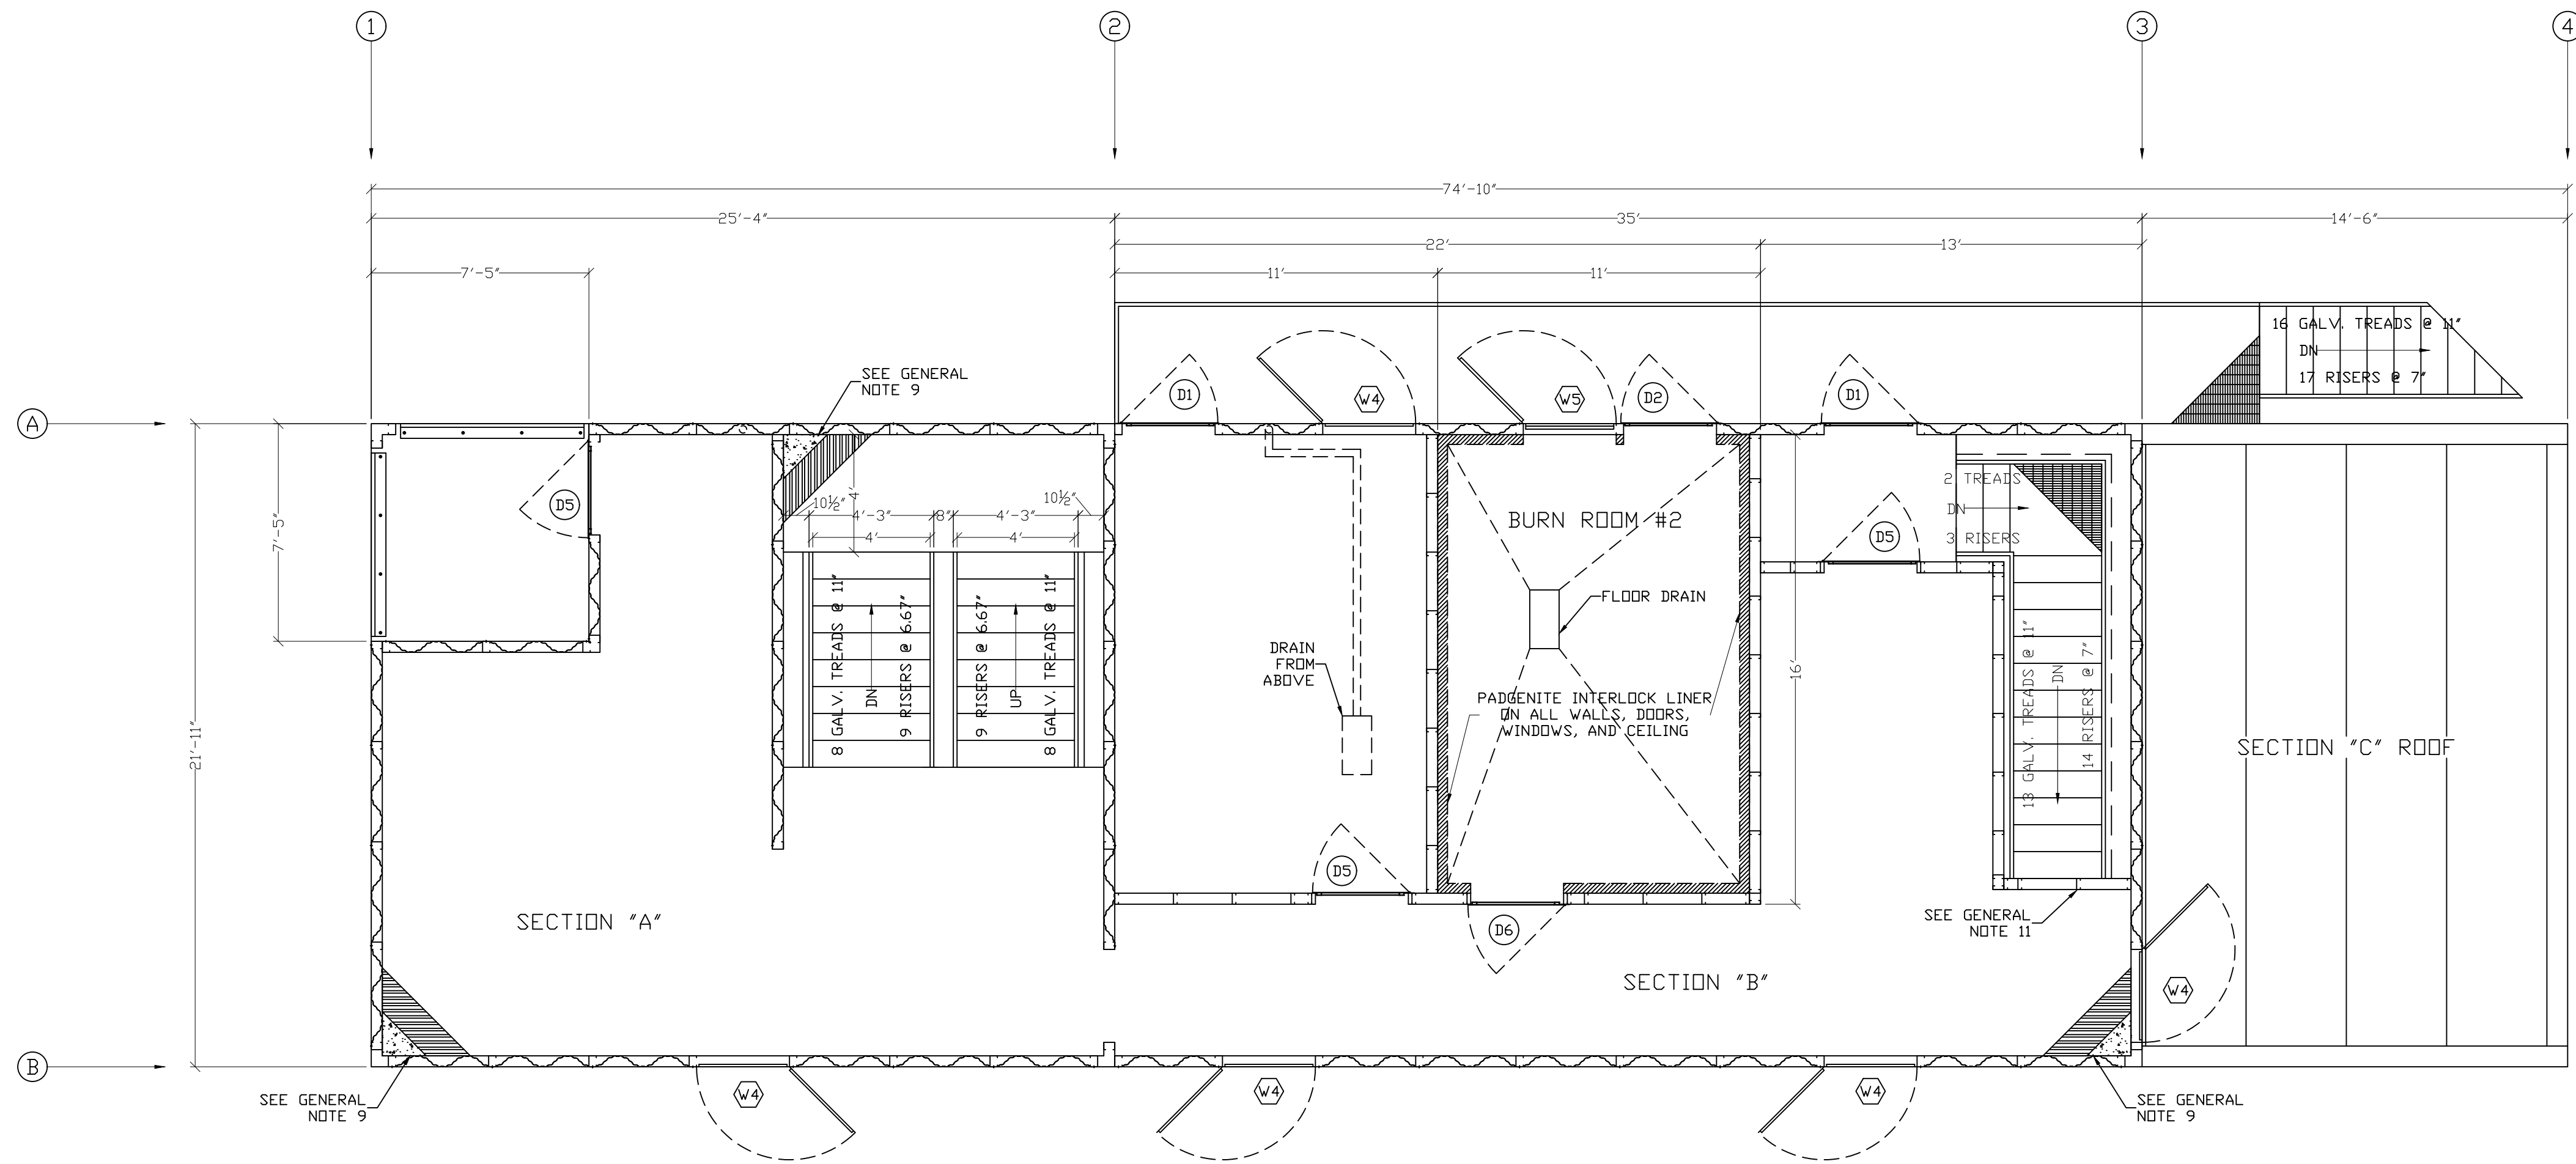 1
2
3
4
74'-10"
25'-4"
35'
14'-6"
22'
13'
7'-5"
11'
11'
16 GALV. TREADS @ 11"
DN
17 RISERS @ 7"
SEE GENERAL
NOTE 9
D1
W4
W5
D2
D1
A
D5
7'-5"
21'-11"
10½"
4'
10½"
4'-3"
8"
4'-3"
4'
4'
8 GALV. TREADS @ 11"
DN
9 RISERS @ 6.67"
9 RISERS @ 6.67"
UP
8 GALV. TREADS @ 11"
BURN ROOM #2
FLOOR DRAIN
DRAIN
FROM
ABOVE
PADGENITE INTERLOCK LINER
ON ALL WALLS, DOORS,
WINDOWS, AND CEILING
16'
2 TREADS
DN
3 RISERS
D5
13 GALV. TREADS @ 11"
DN
14 RISERS @ 7"
SECTION "C" ROOF
D5
SECTION "A"
D6
SEE GENERAL
NOTE 11
SECTION "B"
W4
B
SEE GENERAL
NOTE 9
W4
W4
W4
SEE GENERAL
NOTE 9